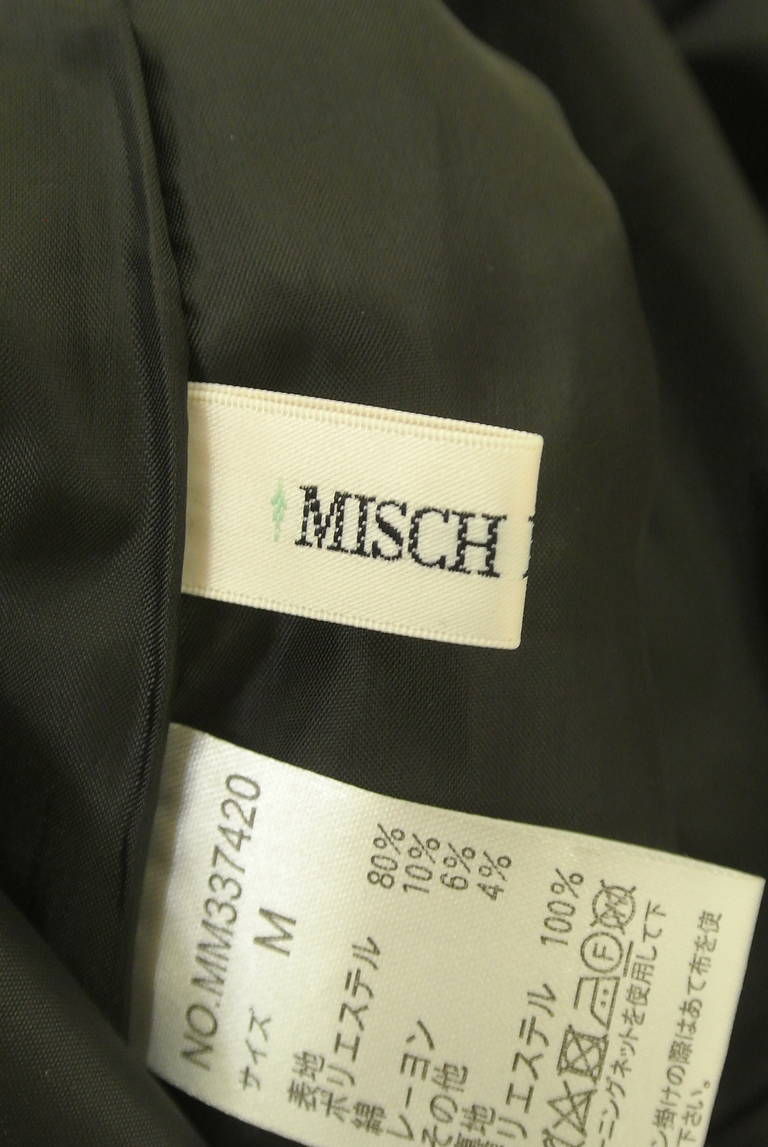 MISCH
NO.MM337420
サイズ M
表地
ポリエステル 80%
綿 10%
レーヨン 6%
その他 4%
裏地
リエステル 100%
F
ニングネットを使用して下
掛けの際はあて布を使
下さい。